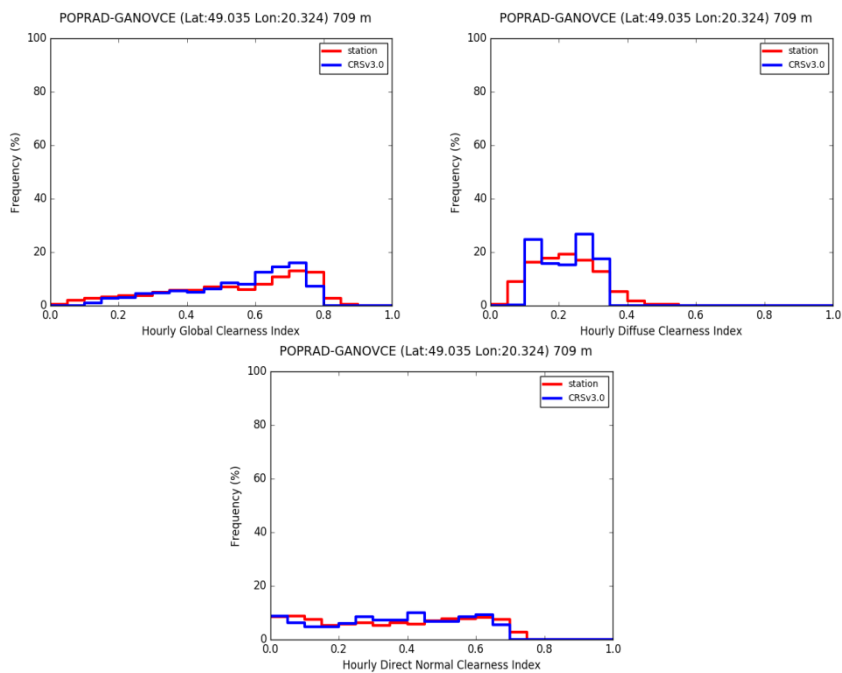 POPRAD-GANOVCE (Lat:49.035 Lon:20.324) 709 m
100
80
60
40
20
0
Frequency (%)
station
CRSv3.0
0.0 0.2 0.4 0.6 0.8 1.0
Hourly Global Clearness Index
POPRAD-GANOVCE (Lat:49.035 Lon:20.324) 709 m
100
80
60
40
20
0
Frequency (%)
station
CRSv3.0
0.0 0.2 0.4 0.6 0.8 1.0
Hourly Diffuse Clearness Index
POPRAD-GANOVCE (Lat:49.035 Lon:20.324) 709 m
100
80
60
40
20
0
Frequency (%)
station
CRSv3.0
0.0 0.2 0.4 0.6 0.8 1.0
Hourly Direct Normal Clearness Index